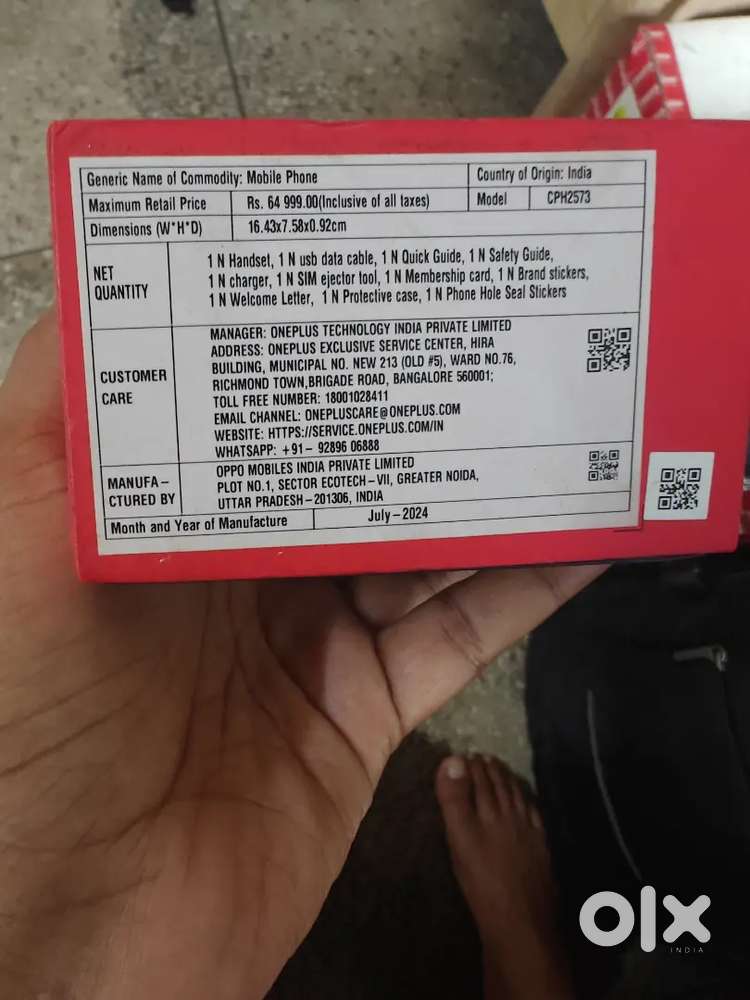 Generic Name of Commodity: Mobile Phone Country of Origin: India
Maximum Retail Price Rs. 64 999.00(Inclusive of all taxes) Model CPH2573
Dimensions (W*H*D) 16.43x7.58x0.92cm
NET QUANTITY
1 N Handset, 1 N usb data cable, 1 N Quick Guide, 1 N Safety Guide,
1 N charger, 1 N SIM ejector tool, 1 N Membership card, 1 N Brand stickers,
1 N Welcome Letter, 1 N Protective case, 1 N Phone Hole Seal Stickers
CUSTOMER CARE
MANAGER: ONEPLUS TECHNOLOGY INDIA PRIVATE LIMITED
ADDRESS: ONEPLUS EXCLUSIVE SERVICE CENTER, HIRA
BUILDING, MUNICIPAL NO. NEW 213 (OLD #5), WARD NO.76,
RICHMOND TOWN,BRIGADE ROAD, BANGALORE 560001;
TOLL FREE NUMBER: 18001028411
EMAIL CHANNEL: ONEPLUSCARE@ONEPLUS.COM
WEBSITE: HTTPS://SERVICE.ONEPLUS.COM/IN
WHATSAPP: +91- 92896 06888
MANUFA-
CTURED BY
OPPO MOBILES INDIA PRIVATE LIMITED
PLOT NO.1, SECTOR ECOTECH-VII, GREATER NOIDA,
UTTAR PRADESH-201306, INDIA
Month and Year of Manufacture July-2024
olx
INDIA